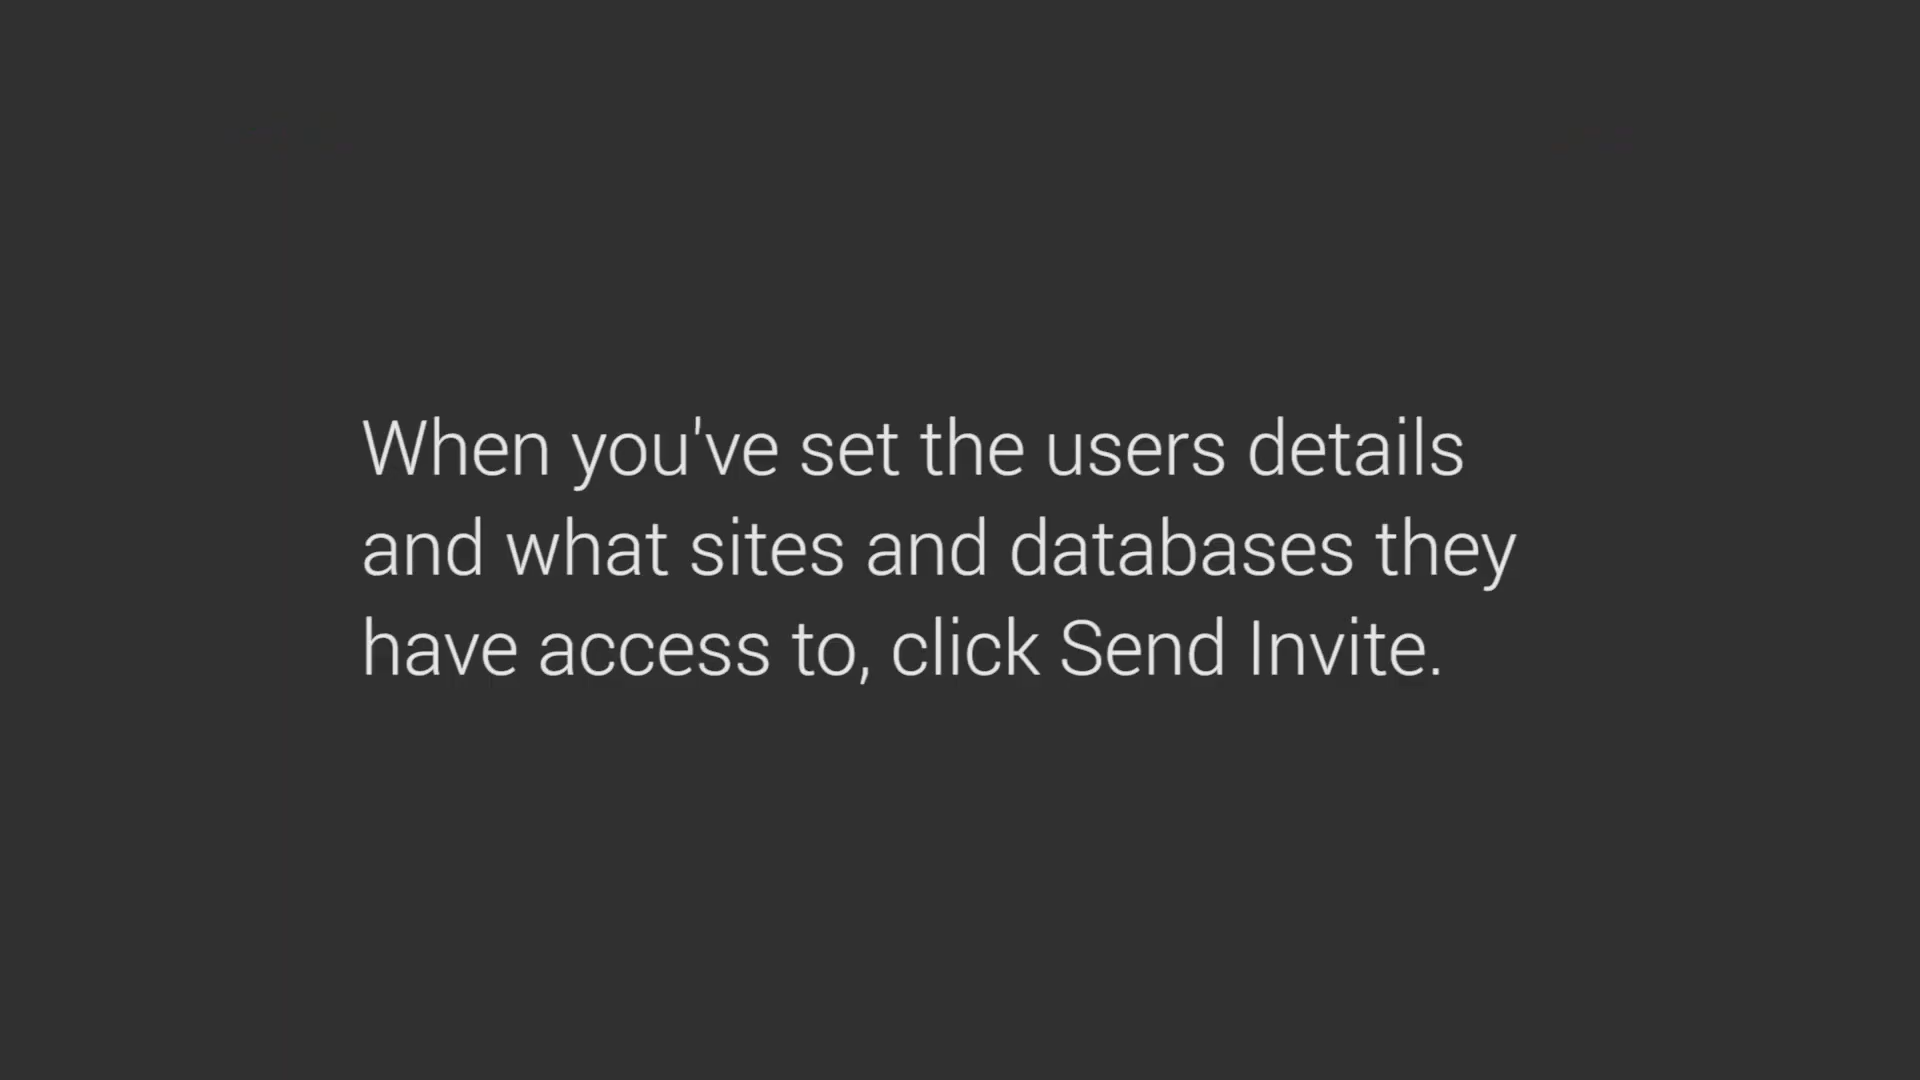 When you've set the users details
and what sites and databases they
have access to, click Send Invite.